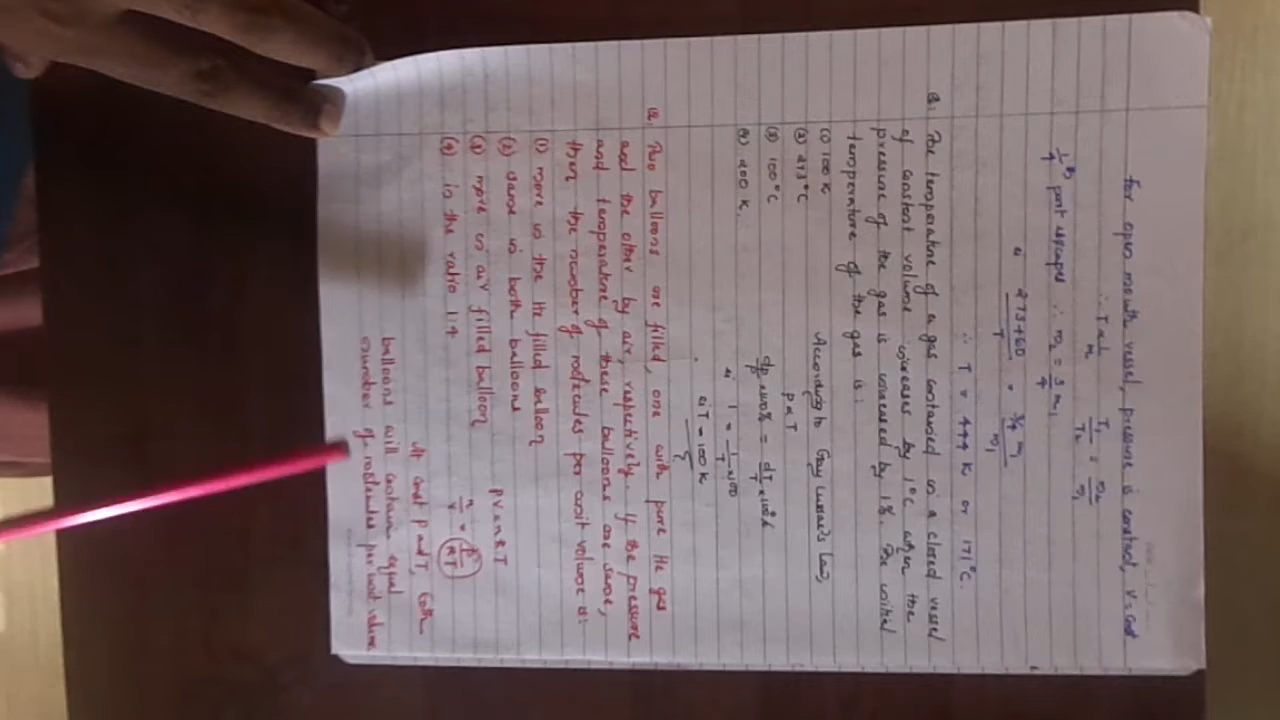 for open mouth vessel, pressure is constant, V = const
∴ T α 1/n T1/T2 = n2/n1
1/4 th part escapes ∴ n2 = 3/4 n1
ie 273+60/T = 3/4 n1/n1
∴ T = 444 K or 171°C.
Q. The temperature of a gas contained in a closed vessel
of constant volume increases by 1°C when the
pressure of the gas is increased by 1%. The initial
temperature of the gas is:
(1) 100 K According to Gay Lussac's Law,
(2) 273°C P α T
(3) 100°C dp/p ×100% = dT/T ×100%
(4) 200 K. ie 1 = 1/T ×100
ie T = 100 K
Q. Two balloons are filled, one with pure He gas
and the other by air, respectively. If the pressure
and temperature of these balloons are same,
then the number of molecules per unit volume is:
(1) more in the He filled balloon
(2) same in both balloons PV = nRT
(3) more in air filled balloon n/V = P/RT
(4) in the ratio 1:4
At const P and T, both
balloons will contain equal
number of molecules per unit volume